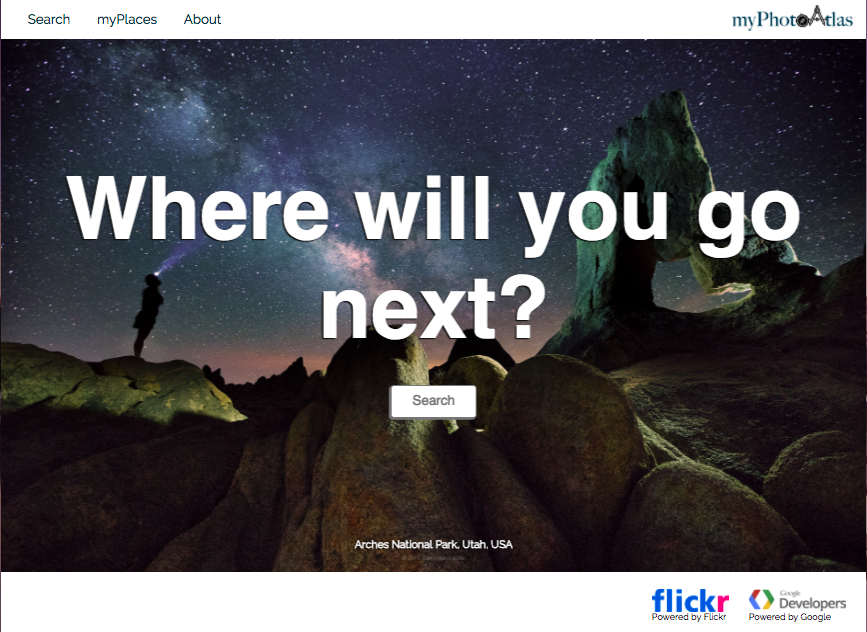 Search myPlaces About myPhotoAtlas
Where will you go
next?
Search
Arches National Park, Utah, USA
flickr Google Developers
Powered by Flickr Powered by Google